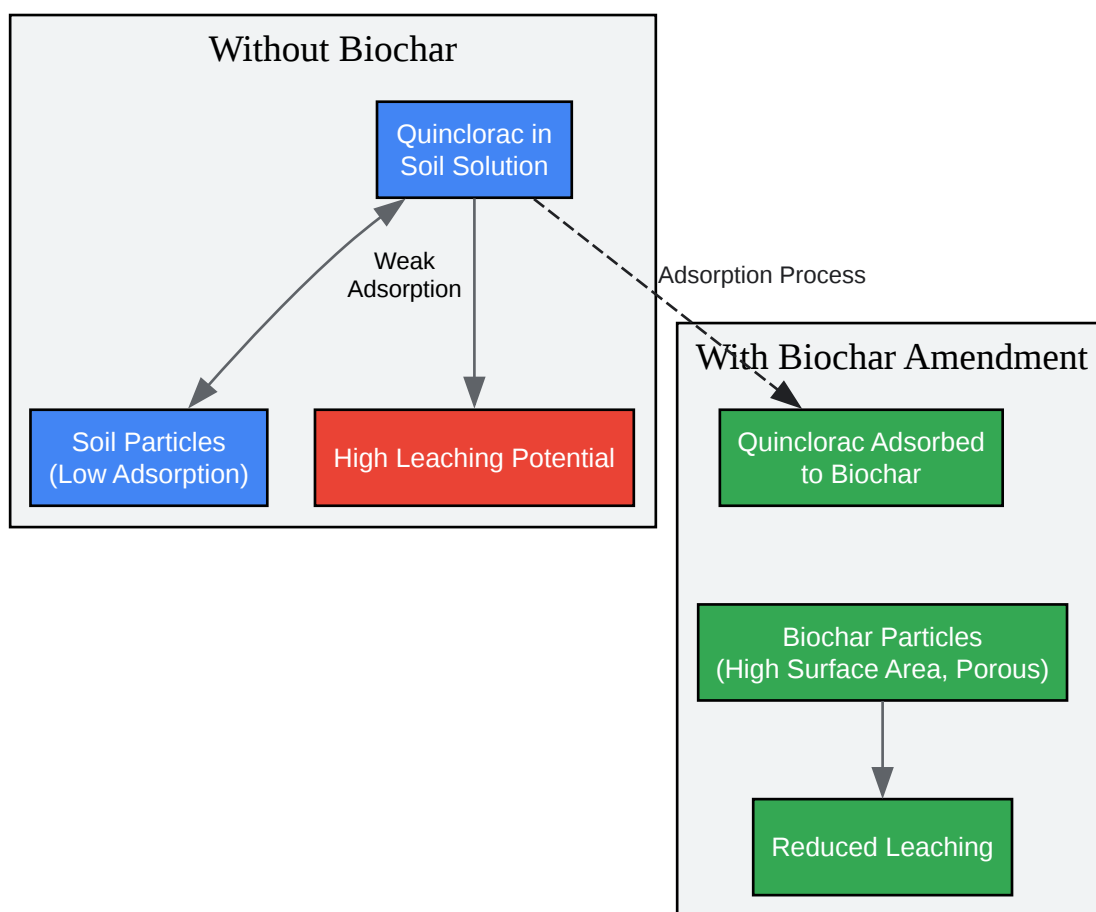 Without Biochar
Quinclorac in
Soil Solution
Weak
Adsorption
Adsorption Process
Soil Particles
(Low Adsorption)
High Leaching Potential
With Biochar Amendment
Quinclorac Adsorbed
to Biochar
Biochar Particles
(High Surface Area, Porous)
Reduced Leaching